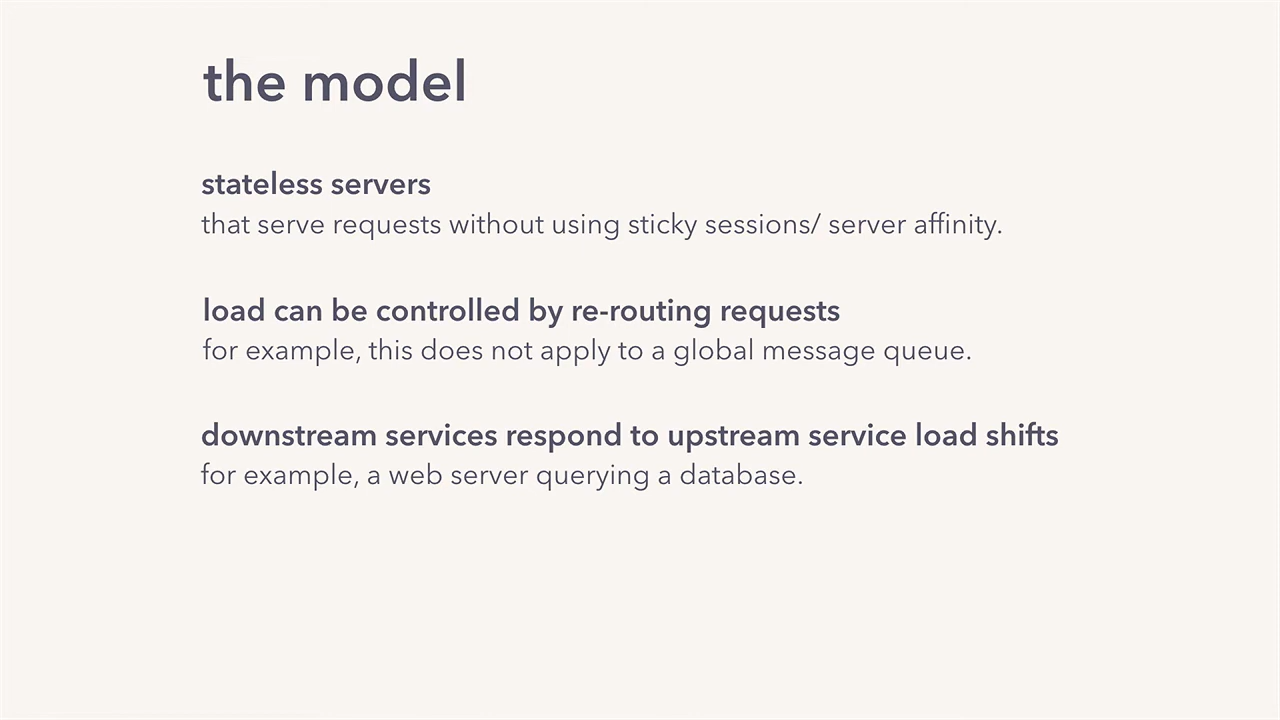 the model
stateless servers
that serve requests without using sticky sessions/ server affinity.
load can be controlled by re-routing requests
for example, this does not apply to a global message queue.
downstream services respond to upstream service load shifts
for example, a web server querying a database.